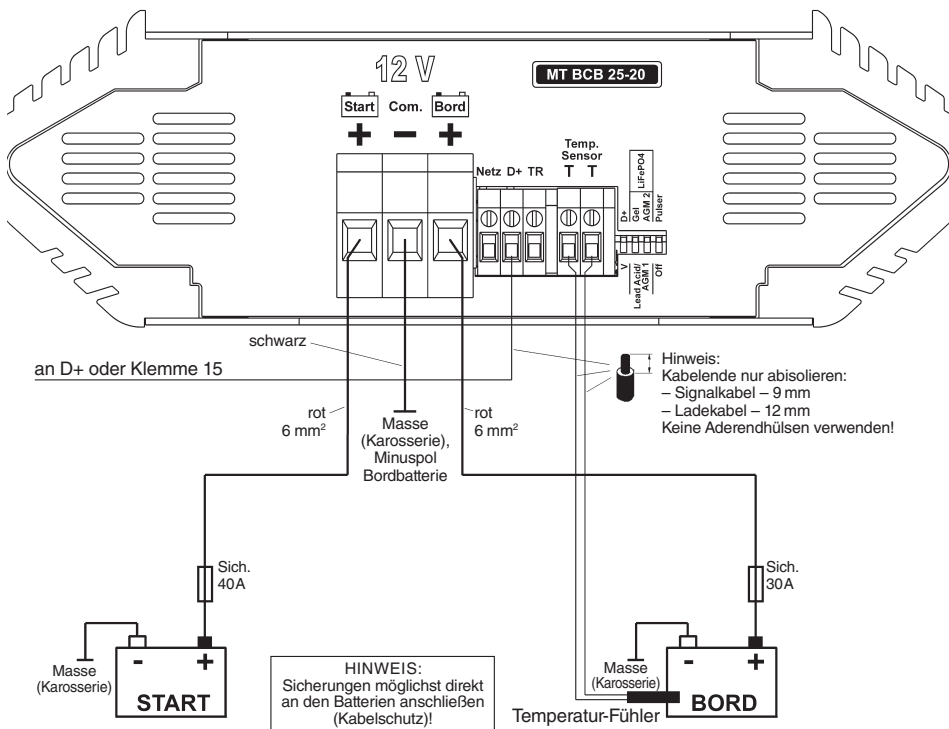 12 V
MT BCB 25-20
Start Com. Bord
+ – +
Temp.
Sensor
Netz D+ TR T T
D+
Gel
AGM 2
LiFePO4
Pulser
V
Lead Acid/
AGM 1
Off
schwarz
an D+ oder Klemme 15
Hinweis:
Kabelende nur abisolieren:
– Signalkabel – 9 mm
– Ladekabel – 12 mm
Keine Aderendhülsen verwenden!
rot
6 mm²
Masse
(Karosserie),
Minuspol
Bordbatterie
rot
6 mm²
Sich.
40 A
Sich.
30 A
- +
START
Masse
(Karosserie)
HINWEIS:
Sicherungen möglichst direkt
an den Batterien anschließen
(Kabelschutz)!
Masse
(Karosserie)
- +
BORD
Temperatur-Fühler